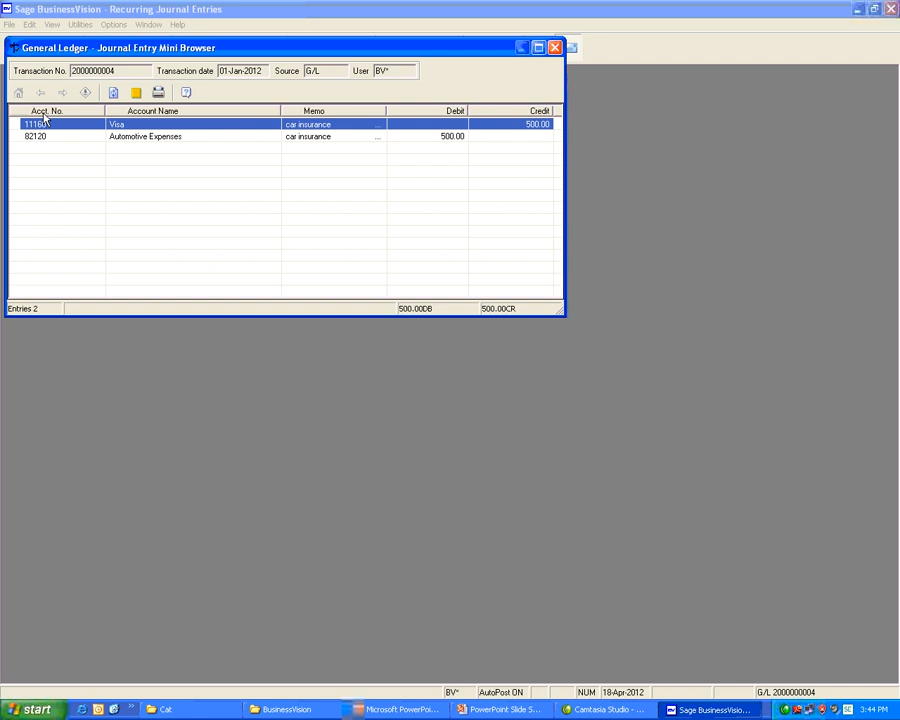 Sage BusinessVision - Recurring Journal Entries
File Edit View Utilities Options Window Help
General Ledger - Journal Entry Mini Browser
Transaction No. 2000000004 Transaction date 01-Jan-2012 Source G/L User BV*
Acct. No. Account Name Memo Debit Credit
11160 Visa car insurance ... 500.00
82120 Automotive Expenses car insurance ... 500.00
Entries 2 500.00DB 500.00CR
BV* AutoPost ON NUM 18-Apr-2012 G/L 2000000004
start » Cat BusinessVision Microsoft PowerPoi... PowerPoint Slide S... Camtasia Studio - ... Sage BusinessVisio... SE 3:44 PM